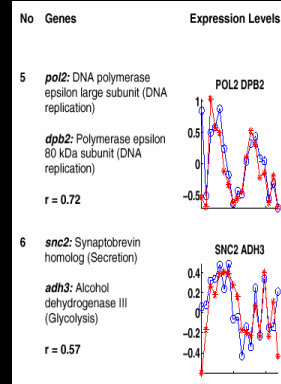 No Genes Expression Levels
5 pol2: DNA polymerase
epsilon large subunit (DNA
replication)
dpb2: Polymerase epsilon
80 kDa subunit (DNA
replication)
r = 0.72
POL2 DPB2
1
0.5
0
-0.5
6 snc2: Synaptobrevin
homolog (Secretion)
adh3: Alcohol
dehydrogenase III
(Glycolysis)
r = 0.57
SNC2 ADH3
0.4
0.2
0
-0.2
-0.4